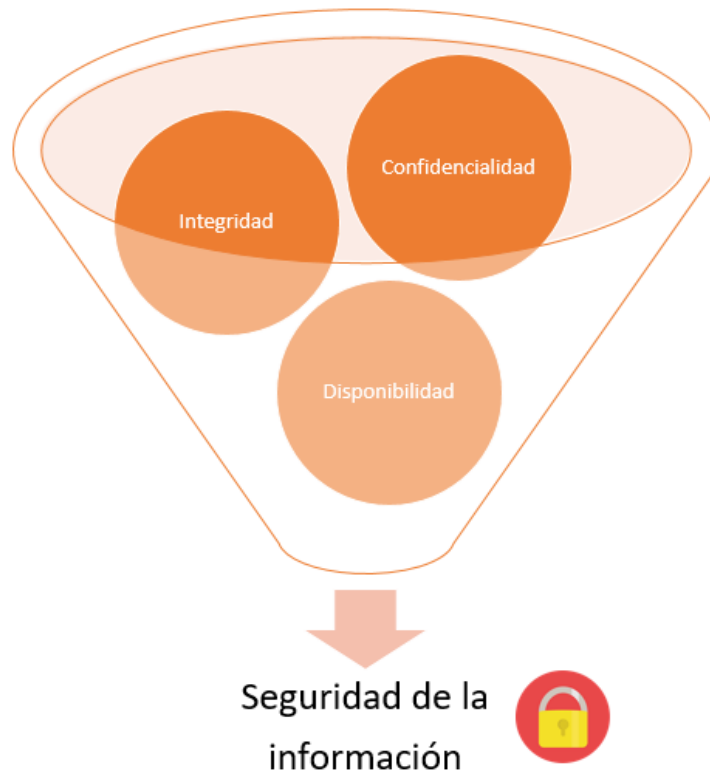 Confidencialidad
Integridad
Disponibilidad
Seguridad de la
información